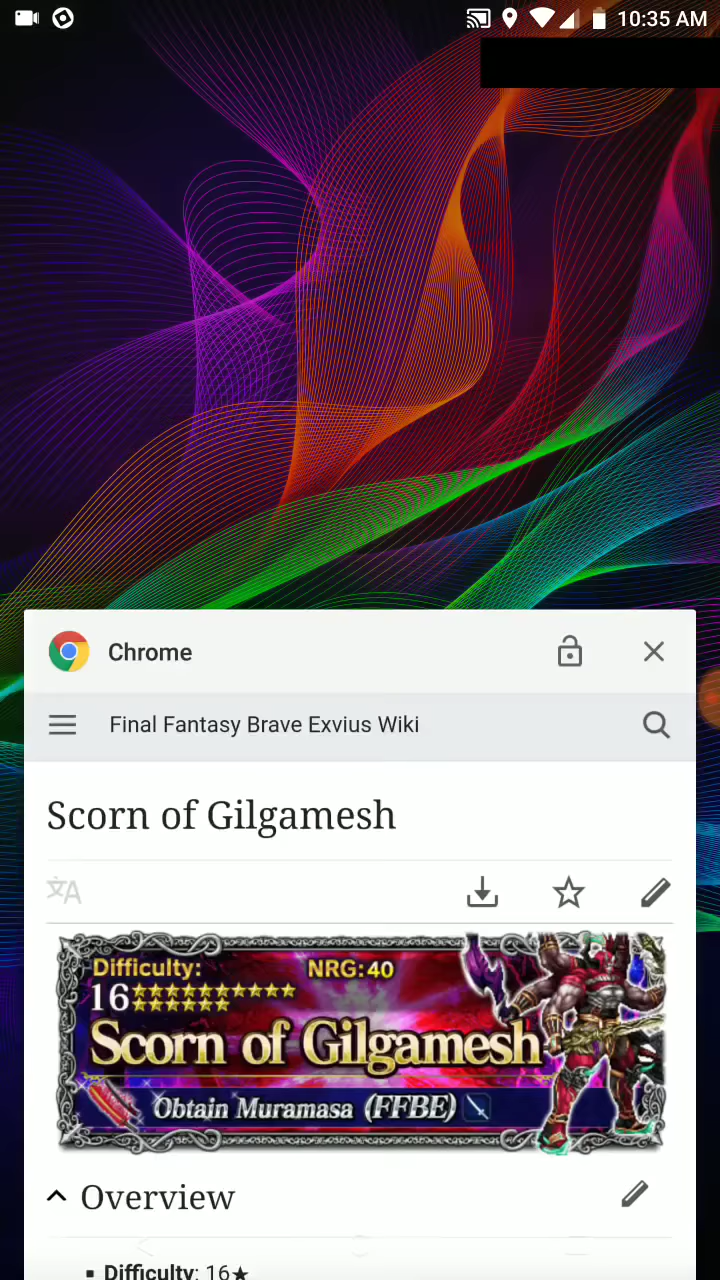 10:35 AM
Chrome
Final Fantasy Brave Exvius Wiki
Scorn of Gilgamesh
Difficulty: NRG:40
16★★★★★★★★★★★★★★★★
Scorn of Gilgamesh
Obtain Muramasa (FFBE)
Overview
▪ Difficulty: 16★